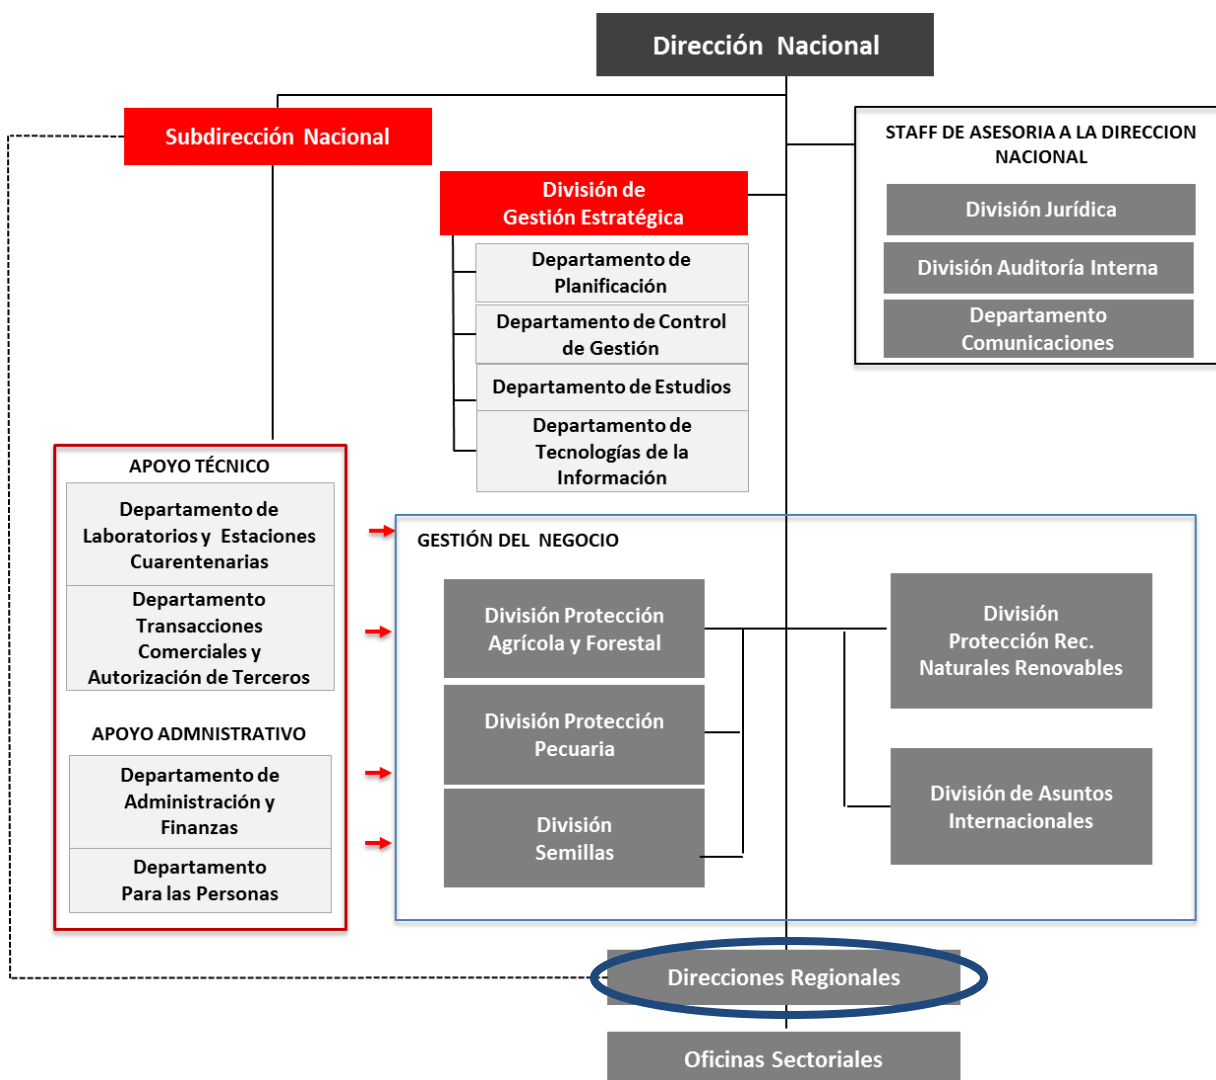 Dirección Nacional
Subdirección Nacional
STAFF DE ASESORIA A LA DIRECCION
NACIONAL
División Jurídica
División Auditoría Interna
Departamento
Comunicaciones
División de
Gestión Estratégica
Departamento de
Planificación
Departamento de Control
de Gestión
Departamento de Estudios
Departamento de
Tecnologías de la
Información
APOYO TÉCNICO
Departamento de
Laboratorios y Estaciones
Cuarentenarias
Departamento
Transacciones
Comerciales y
Autorización de Terceros
APOYO ADMNISTRATIVO
Departamento de
Administración y
Finanzas
Departamento
Para las Personas
GESTIÓN DEL NEGOCIO
División Protección
Agrícola y Forestal
División Protección
Pecuaria
División
Semillas
División
Protección Rec.
Naturales Renovables
División de Asuntos
Internacionales
Direcciones Regionales
Oficinas Sectoriales